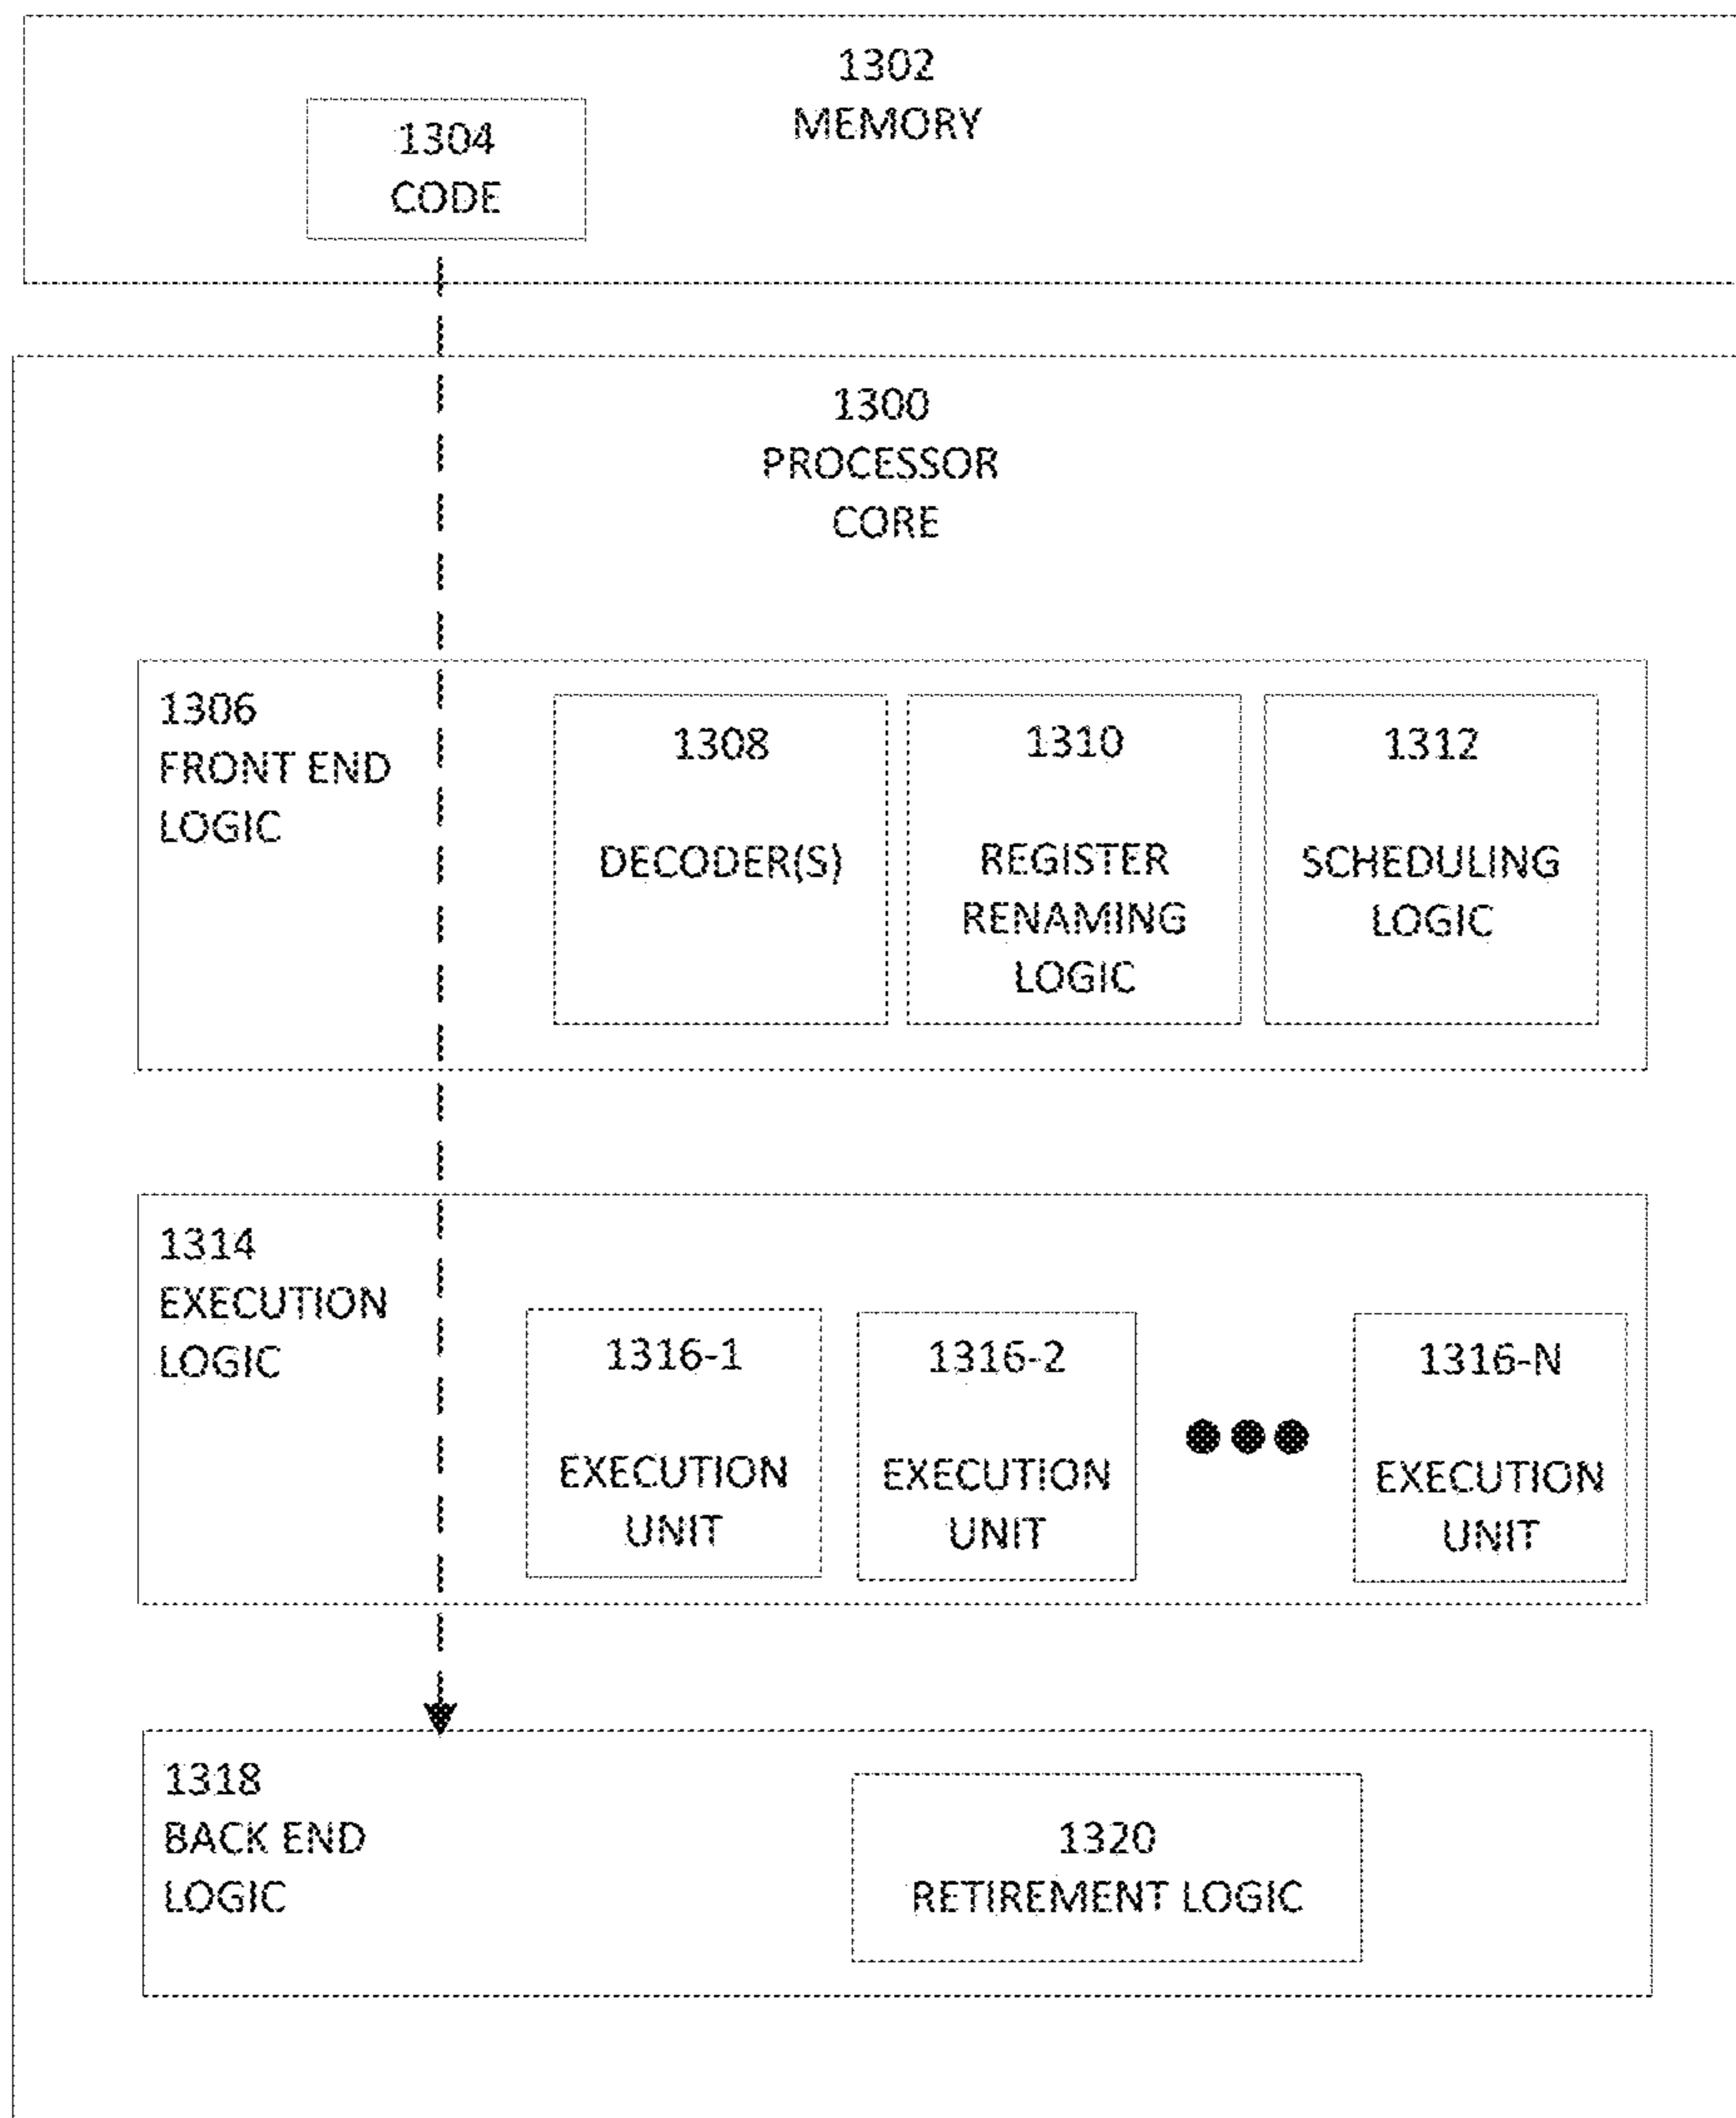 1302
MEMORY
1304
CODE
1300
PROCESSOR
CORE
1306
FRONT END
LOGIC
1308
DECODER(S)
1310
REGISTER
RENAMING
LOGIC
1312
SCHEDULING
LOGIC
1314
EXECUTION
LOGIC
1316-1
EXECUTION
UNIT
1316-2
EXECUTION
UNIT
1316-N
EXECUTION
UNIT
1318
BACK END
LOGIC
1320
RETIREMENT LOGIC